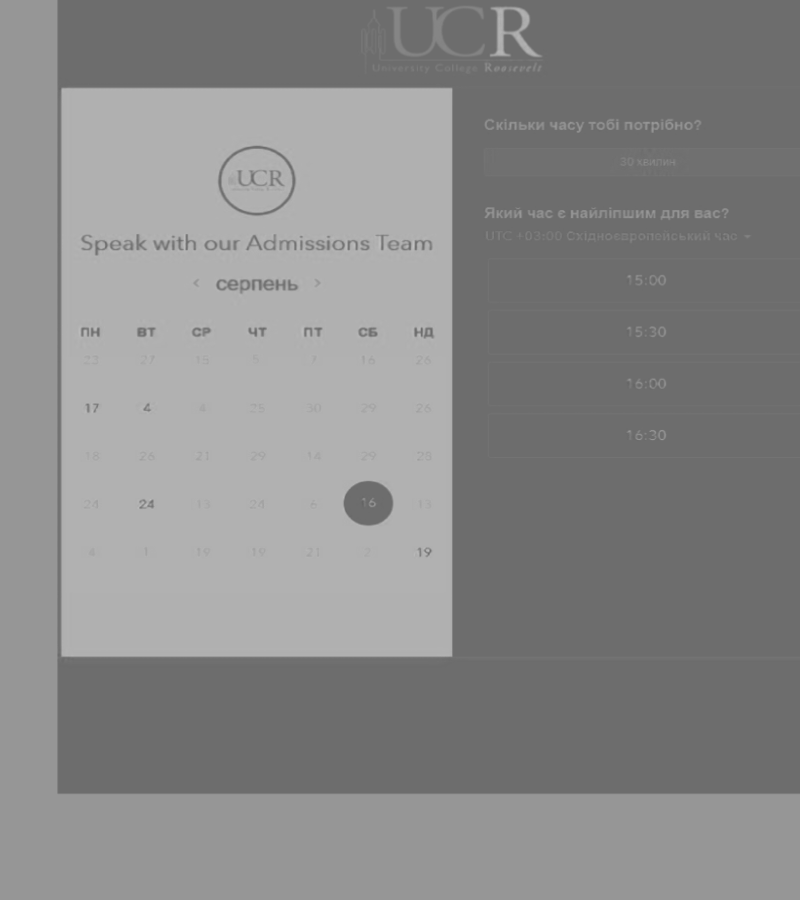 UCR
University College Roosevelt
UCR
Speak with our Admissions Team
‹ серпень ›
ПН ВТ СР ЧТ ПТ СБ НД
23 27 15 7 16 26
17 4 4 25 30 29 26
18 26 21 29 14 29 28
24 24 13 24 6 16 13
4 1 19 19 21 19
Скільки часу тобі потрібно?
30 хвилин
Який час є найліпшим для вас?
UTC +03:00 Східноєвропейський час
15:00
15:30
16:00
16:30